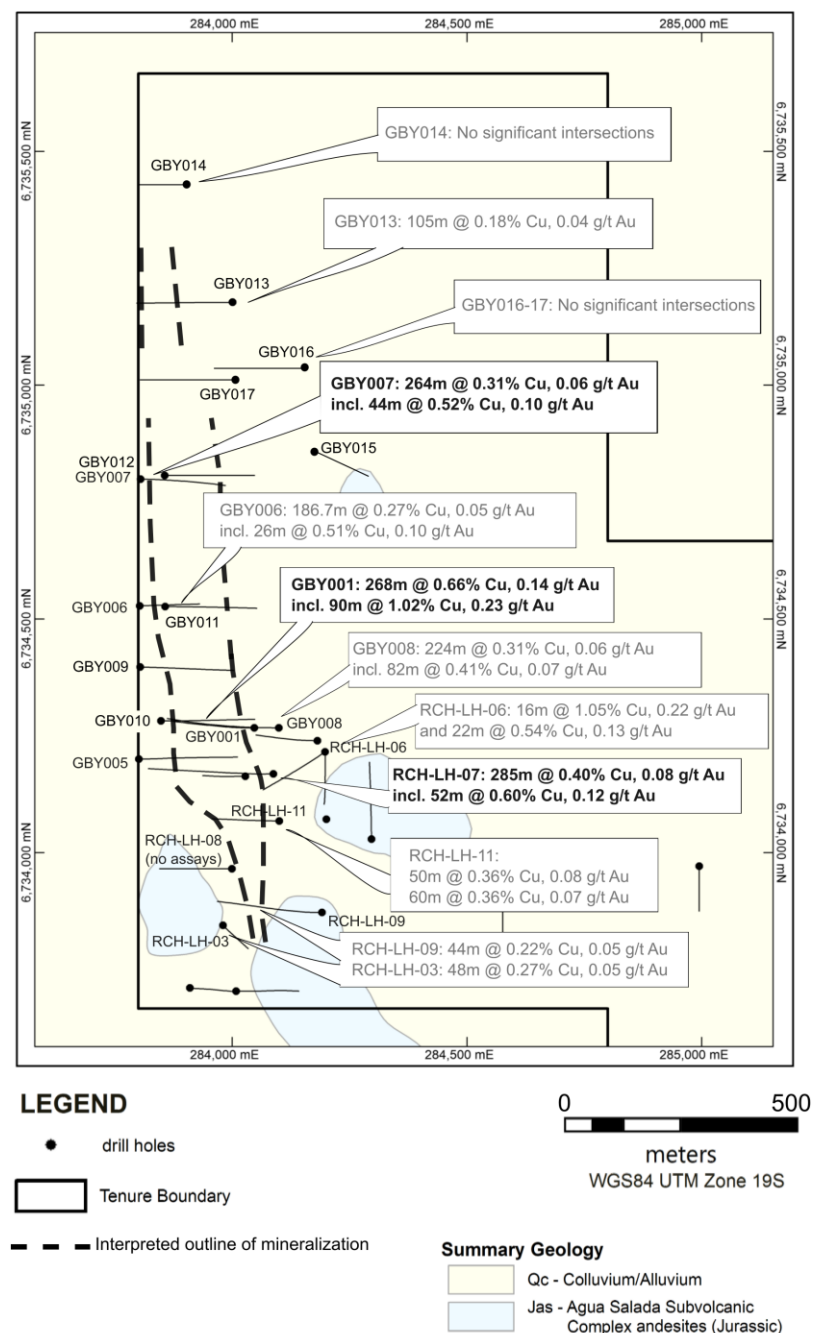 284,000 mE
284,500 mE
285,000 mE
6,735,500 mN
6,735,500 mN
GBY014: No significant intersections
GBY014
GBY013: 105m @ 0.18% Cu, 0.04 g/t Au
GBY013
GBY016-17: No significant intersections
GBY016
GBY017
6,735,000 mN
6,735,000 mN
GBY007: 264m @ 0.31% Cu, 0.06 g/t Au
incl. 44m @ 0.52% Cu, 0.10 g/t Au
GBY015
GBY012
GBY007
GBY006: 186.7m @ 0.27% Cu, 0.05 g/t Au
incl. 26m @ 0.51% Cu, 0.10 g/t Au
GBY001: 268m @ 0.66% Cu, 0.14 g/t Au
incl. 90m @ 1.02% Cu, 0.23 g/t Au
GBY006
GBY011
6,734,500 mN
6,734,500 mN
GBY008: 224m @ 0.31% Cu, 0.06 g/t Au
incl. 82m @ 0.41% Cu, 0.07 g/t Au
GBY009
RCH-LH-06: 16m @ 1.05% Cu, 0.22 g/t Au
and 22m @ 0.54% Cu, 0.13 g/t Au
GBY010
GBY001
GBY008
RCH-LH-06
GBY005
RCH-LH-07: 285m @ 0.40% Cu, 0.08 g/t Au
incl. 52m @ 0.60% Cu, 0.12 g/t Au
RCH-LH-11
RCH-LH-08
(no assays)
RCH-LH-11:
50m @ 0.36% Cu, 0.08 g/t Au
60m @ 0.36% Cu, 0.07 g/t Au
6,734,000 mN
6,734,000 mN
RCH-LH-09
RCH-LH-03
RCH-LH-09: 44m @ 0.22% Cu, 0.05 g/t Au
RCH-LH-03: 48m @ 0.27% Cu, 0.05 g/t Au
284,000 mE
284,500 mE
285,000 mE
LEGEND
drill holes
Tenure Boundary
Interpreted outline of mineralization
0
500
meters
WGS84 UTM Zone 19S
Summary Geology
Qc - Colluvium/Alluvium
Jas - Agua Salada Subvolcanic
Complex andesites (Jurassic)